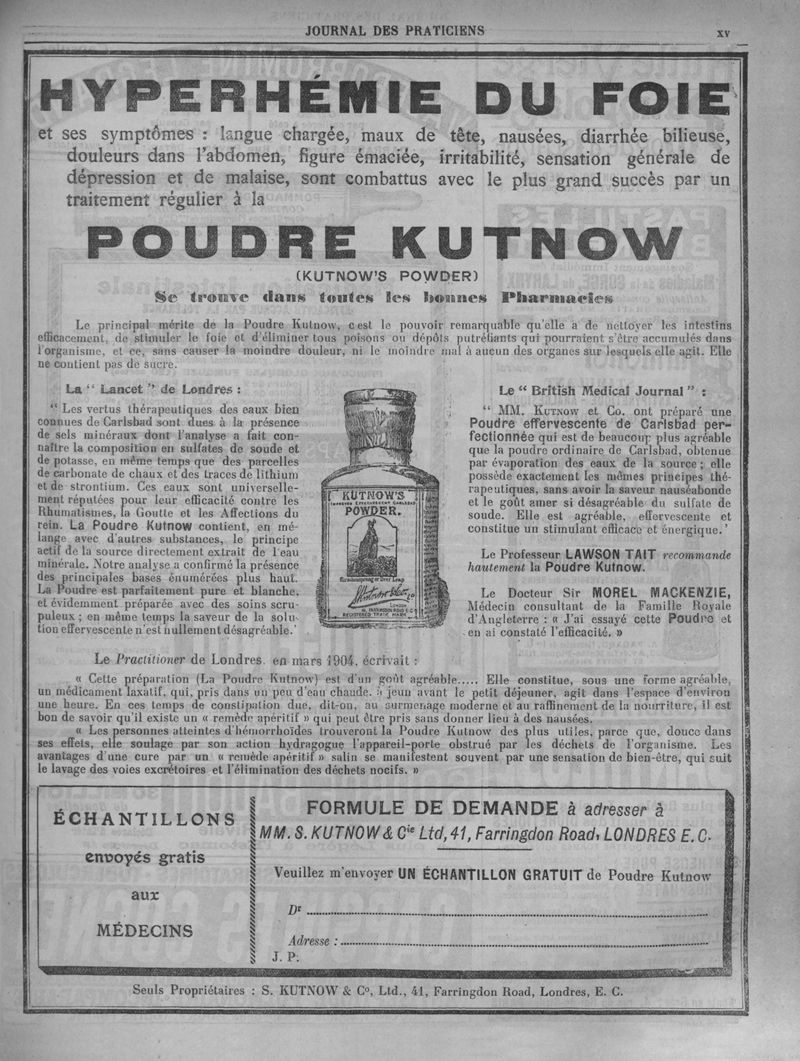 JOURNAL DES PRATICIENS
XV
HYPERHÉMIE DU FOIE
et ses symptômes : langue chargée, maux de tête, nausées, diarrhée bilieuse,
douleurs dans l'abdomen, figure émaciée, irritabilité, sensation générale de
dépression et de malaise, sont combattus avec le plus grand succès par un
traitement régulier à la
POUDRE KUTNOW
(KUTNOW'S POWDER)
Se trouve dans toutes les bonnes Pharmacies
Le principal mérite de la Poudre Kutnow, c'est le pouvoir remarquable qu'elle a de nettoyer les intestins
efficacement, de stimuler le foie et d'éliminer tous poisons ou dépôts putréfiants qui pourraient s'être accumulés dans
l'organisme, et ce, sans causer la moindre douleur, ni le moindre mal à aucun des organes sur lesquels elle agit. Elle
ne contient pas de sucre.
La " Lancet " de Londres :
" Les vertus thérapeutiques des eaux bien
connues de Carlsbad sont dues à la présence
de sels minéraux dont l'analyse a fait con-
naître la composition en sulfates de soude et
de potasse, en même temps que des parcelles
de carbonate de chaux et des traces de lithium
et de strontium. Ces eaux sont universelle-
ment réputées pour leur efficacité contre les
Rhumatismes, la Goutte et les Affections du
rein. La Poudre Kutnow contient, en mé-
lange avec d'autres substances, le principe
actif de la source directement extrait de l'eau
minérale. Notre analyse a confirmé la présence
des principales bases énumérées plus haut.
La Poudre est parfaitement pure et blanche,
et évidemment préparée avec des soins scru-
puleux ; en même temps la saveur de la solu-
tion effervescente n'est nullement désagréable.'
KUTNOW'S
IMPROVED EFFERVESCENT CARLSBAD
POWDER.
Hirschensprung or Deer Leap
S. Kutnow & Co. Ld
LONDON
41, FARRINGDON ROAD E.C.
REGISTERED TRADE MARK
Le " British Medical Journal " :
" MM. KUTNOW et Co. ont préparé une
Poudre effervescente de Carlsbad per-
fectionnée qui est de beaucoup plus agréable
que la poudre ordinaire de Carlsbad, obtenue
par évaporation des eaux de la source ; elle
possède exactement les mêmes principes thé-
rapeutiques, sans avoir la saveur nauséabonde
et le goût amer si désagréable du sulfate de
soude. Elle est agréable, effervescente et
constitue un stimulant efficace et énergique.'
Le Professeur LAWSON TAIT recommande
hautement la Poudre Kutnow.
Le Docteur Sir MOREL MACKENZIE,
Médecin consultant de la Famille Royale
d'Angleterre : « J'ai essayé cette Poudre et
en ai constaté l'efficacité. »
Le Practitioner de Londres, en mars 1904, écrivait :
« Cette préparation (La Poudre Kutnow) est d'un goût agréable..... Elle constitue, sous une forme agréable,
un médicament laxatif, qui, pris dans un peu d'eau chaude, à jeun avant le petit déjeuner, agit dans l'espace d'environ
une heure. En ces temps de constipation due, dit-on, au surmenage moderne et au raffinement de la nourriture, il est
bon de savoir qu'il existe un « remède apéritif » qui peut être pris sans donner lieu à des nausées.
« Les personnes atteintes d'hémorrhoïdes trouveront la Poudre Kutnow des plus utiles, parce que, douce dans
ses effets, elle soulage par son action hydragogue l'appareil-porte obstrué par les déchets de l'organisme. Les
avantages d'une cure par un « remède apéritif » salin se manifestent souvent par une sensation de bien-être, qui suit
le lavage des voies excrétoires et l'élimination des déchets nocifs. »
ÉCHANTILLONS
envoyés gratis
aux
MÉDECINS
FORMULE DE DEMANDE à adresser à
MM. S. KUTNOW & Cie Ltd, 41, Farringdon Road, LONDRES E. C.
Veuillez m'envoyer UN ÉCHANTILLON GRATUIT de Poudre Kutnow
Dr
Adresse :
J. P.
Seuls Propriétaires : S. KUTNOW & Co, Ltd., 41, Farringdon Road, Londres, E. C.